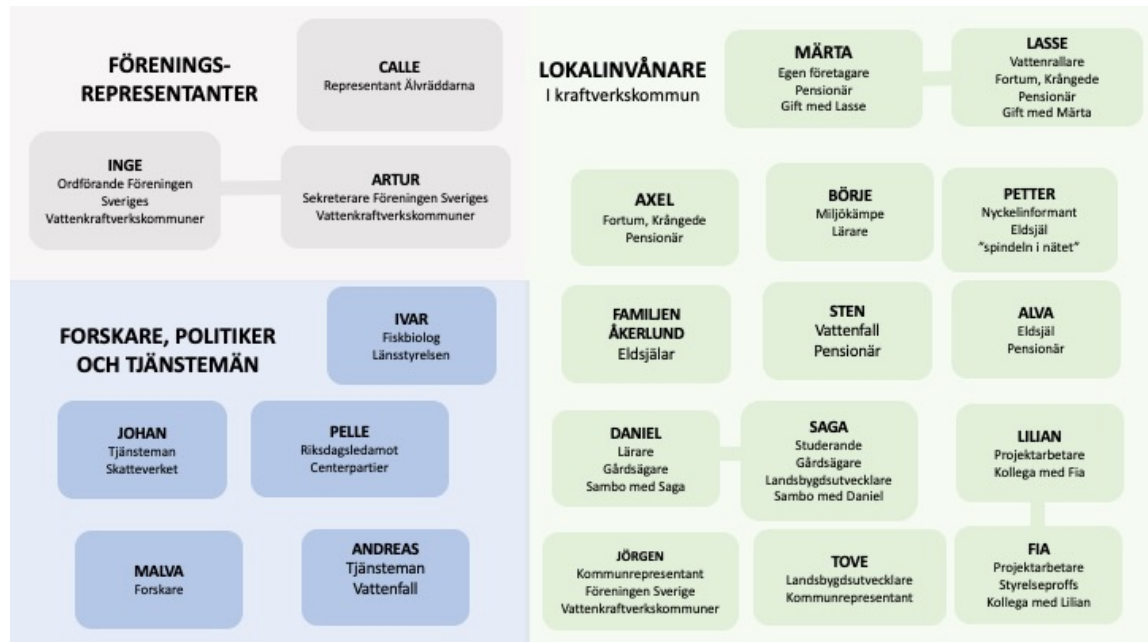 FÖRENINGS-
REPRESENTANTER
CALLE
Representant Älvräddarna
INGE
Ordförande Föreningen
Sveriges
Vattenkraftverkskommuner
ARTUR
Sekreterare Föreningen Sveriges
Vattenkraftverkskommuner
FORSKARE, POLITIKER
OCH TJÄNSTEMÄN
IVAR
Fiskbiolog
Länsstyrelsen
JOHAN
Tjänsteman
Skatteverket
PELLE
Riksdagsledamot
Centerpartier
MALVA
Forskare
ANDREAS
Tjänsteman
Vattenfall
LOKALINVÅNARE
I kraftverkskommun
MÄRTA
Egen företagare
Pensionär
Gift med Lasse
LASSE
Vattenrallare
Fortum, Krångede
Pensionär
Gift med Märta
AXEL
Fortum, Krångede
Pensionär
BÖRJE
Miljökämpe
Lärare
PETTER
Nyckelinformant
Eldsjäl
"spindeln i nätet"
FAMILJEN
ÅKERLUND
Eldsjälar
STEN
Vattenfall
Pensionär
ALVA
Eldsjäl
Pensionär
DANIEL
Lärare
Gårdsägare
Sambo med Saga
SAGA
Studerande
Gårdsägare
Landsbygdsutvecklare
Sambo med Daniel
LILIAN
Projektarbetare
Kollega med Fia
JÖRGEN
Kommunrepresentant
Föreningen Sverige
Vattenkraftverkskommuner
TOVE
Landsbygdsutvecklare
Kommunrepresentant
FIA
Projektarbetare
Styrelseproffs
Kollega med Lilian